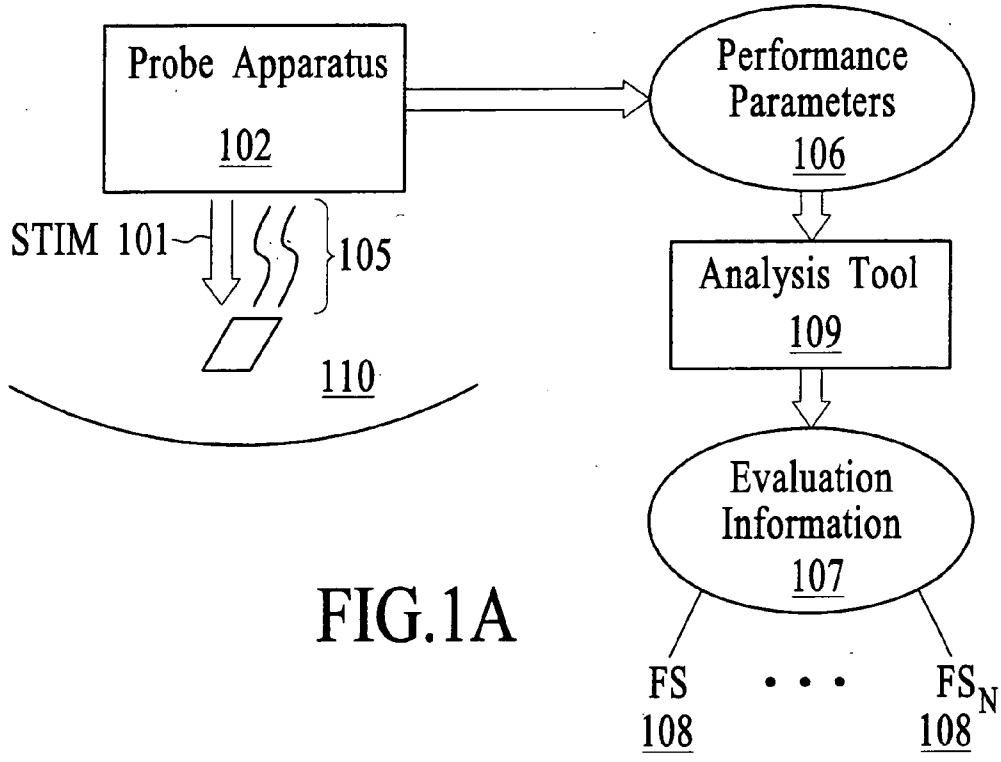 Probe Apparatus
102
Performance
Parameters
106
STIM 101
105
Analysis Tool
109
110
Evaluation
Information
107
FIG.1A
FS • • • FS_N
108 108